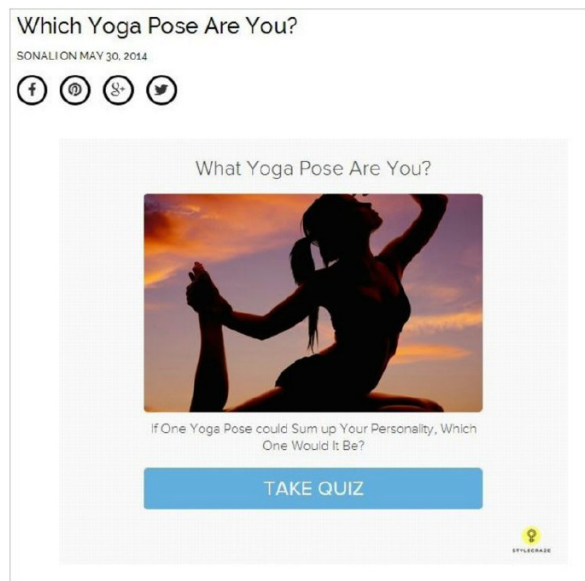 Which Yoga Pose Are You?
SONALI ON MAY 30, 2014
What Yoga Pose Are You?
If One Yoga Pose could Sum up Your Personality, Which
One Would It Be?
TAKE QUIZ
STYLECRAZE